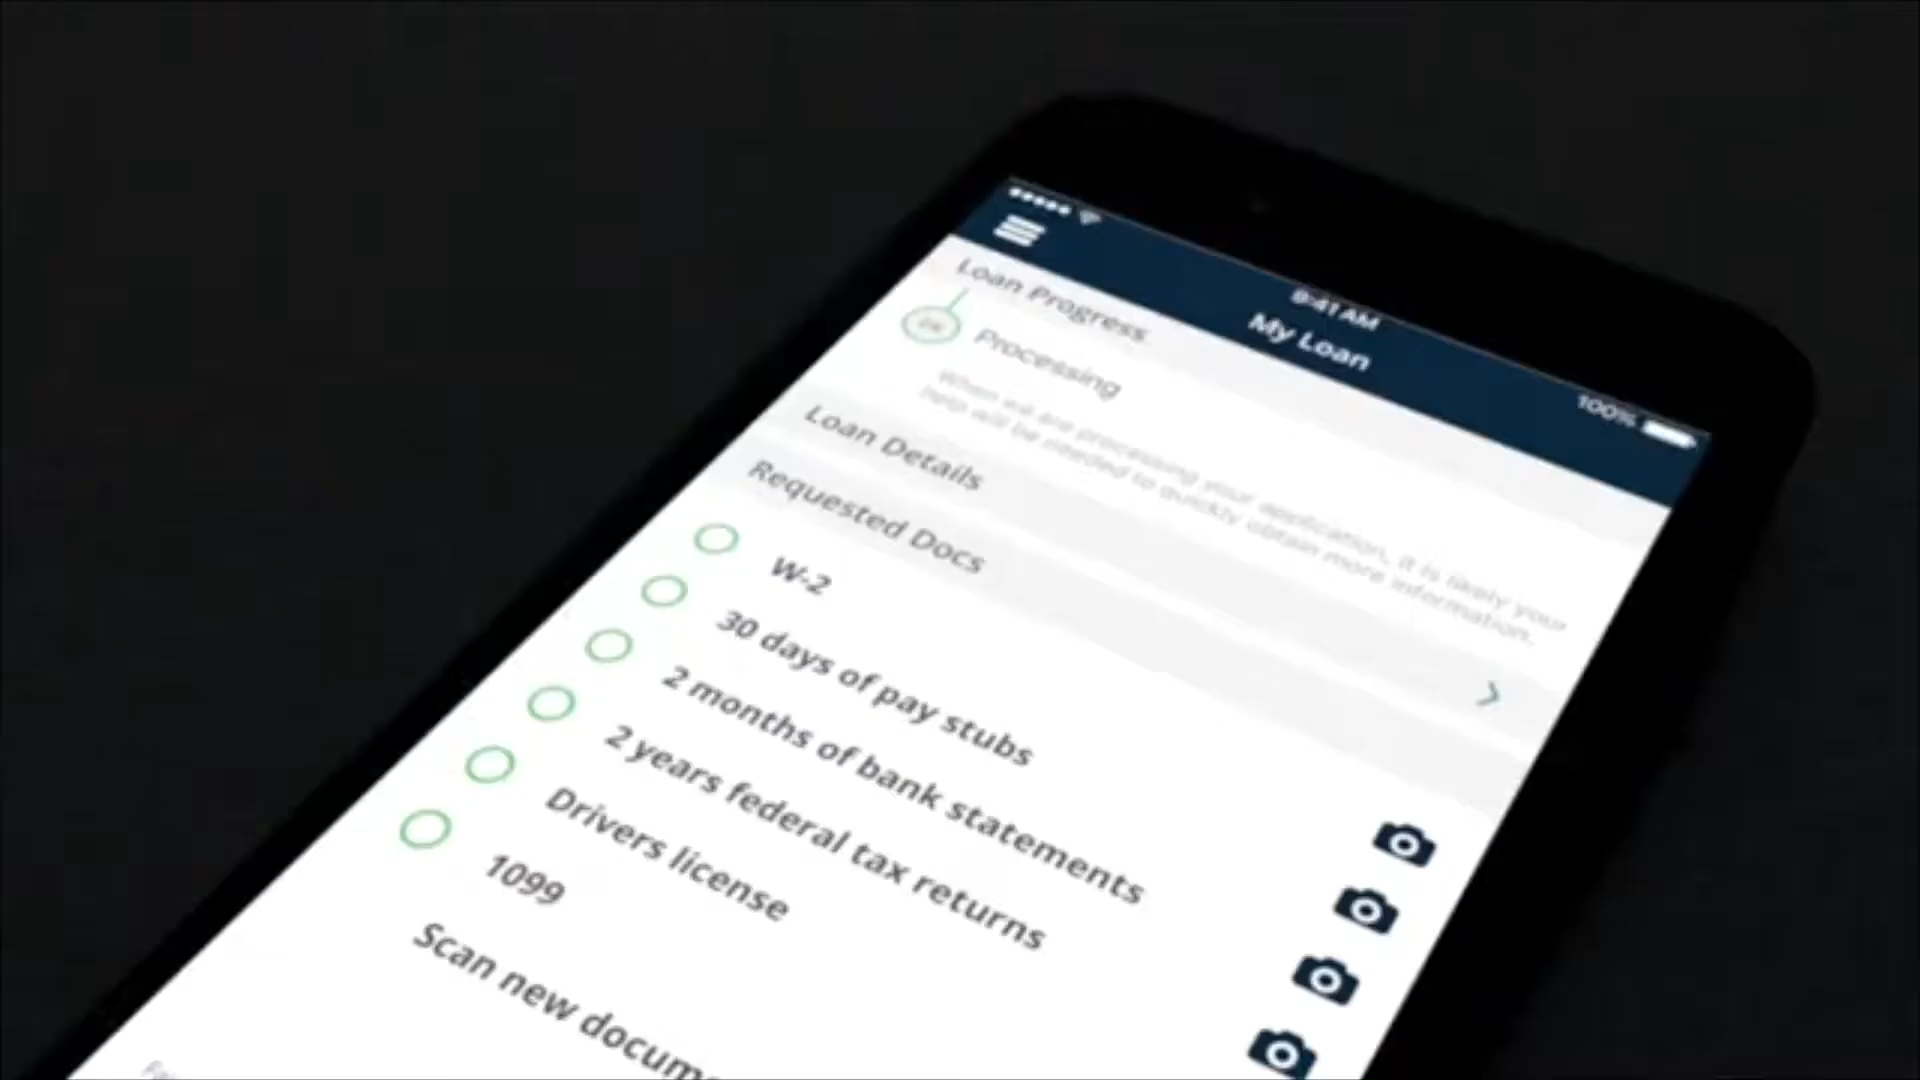 9:41 AM
100%
My Loan
Loan Progress
Processing
When we are processing your application, it is likely your
help will be needed to quickly obtain more information.
Loan Details
Requested Docs
W-2
30 days of pay stubs
2 months of bank statements
2 years federal tax returns
Drivers license
1099
Scan new docume